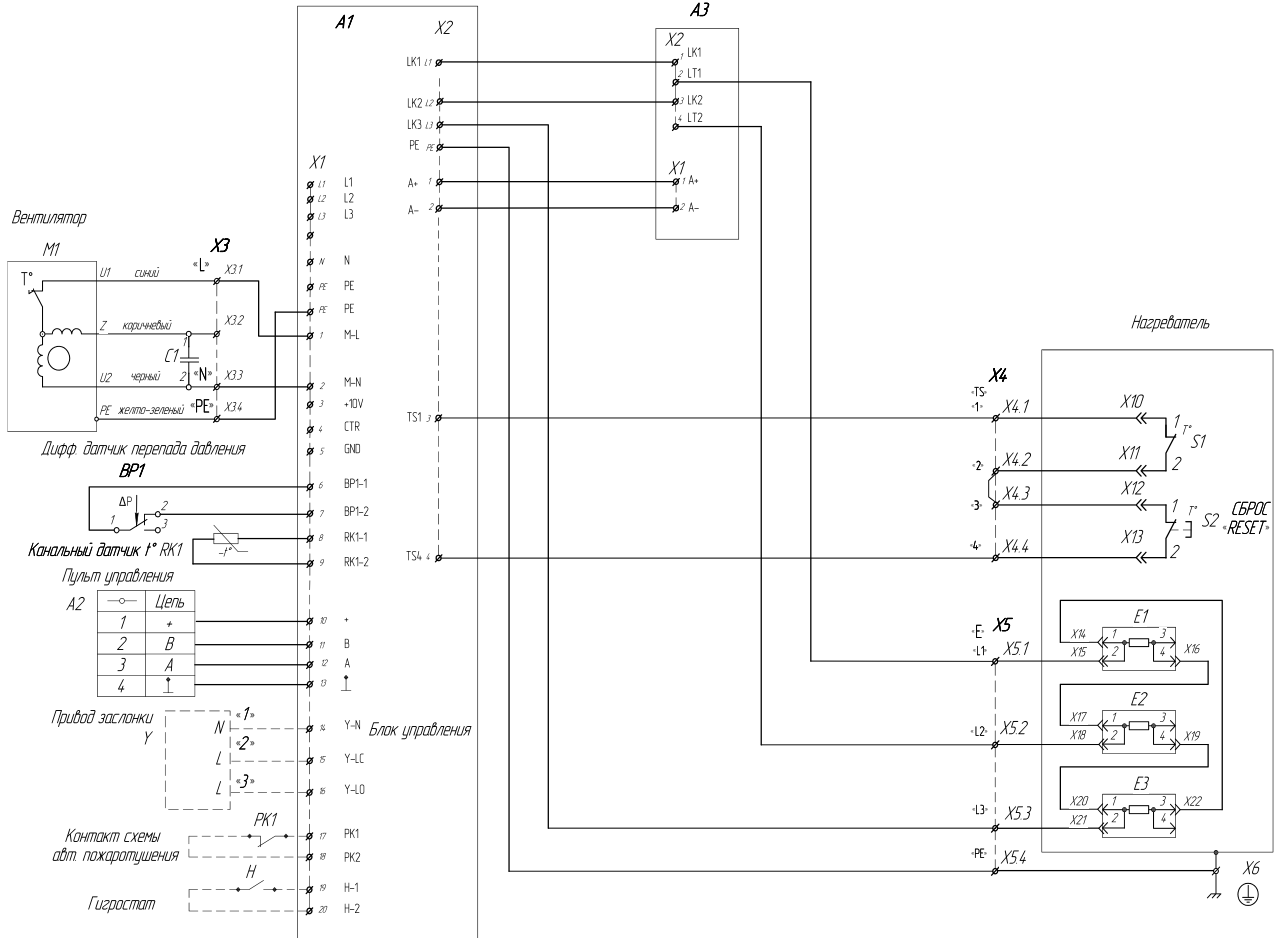 A1
X2
LK1 L1
LK2 L2
LK3 L3
PE PE
A+ 1
A- 2
TS1 3
TS4 4
Блок управления
X1
L1 L1
L2 L2
L3 L3
N N
PE PE
PE PE
1 M-L
2 M-N
3 +10V
4 CTR
5 GND
6 BP1-1
7 BP1-2
8 RK1-1
9 RK1-2
10 +
11 B
12 A
13
14 Y-N
15 Y-LC
16 Y-LO
17 PK1
18 PK2
19 H-1
20 H-2
A3
X2
1 LK1
2 LT1
3 LK2
4 LT2
X1
1 A+
2 A-
Вентилятор
M1
T°
X3
U1 синий «L» X3.1
Z коричневый X3.2
C1
1
2
U2 черный «N» X3.3
PE желто-зеленый «PE» X3.4
Дифф. датчик перепада давления
BP1
ΔP
1
2
3
Канальный датчик t° RK1
-t°
Пульт управления
A2
Цепь
1 +
2 B
3 A
4
Привод заслонки
Y
N «1»
L «2»
L «3»
Контакт схемы
авт. пожаротушения
PK1
Гигростат
H
Нагреватель
X4
«TS»
«1» X4.1
«2» X4.2
«3» X4.3
«4» X4.4
X10
X11
X12
X13
1
T°
S1
2
1
T°
S2
2
СБРОС
«RESET»
X5
«E»
«L1» X5.1
«L2» X5.2
«L3» X5.3
«PE» X5.4
E1
X14 1 3
X15 2 4 X16
E2
X17 1 3
X18 2 4 X19
E3
X20 1 3 X22
X21 2 4
X6